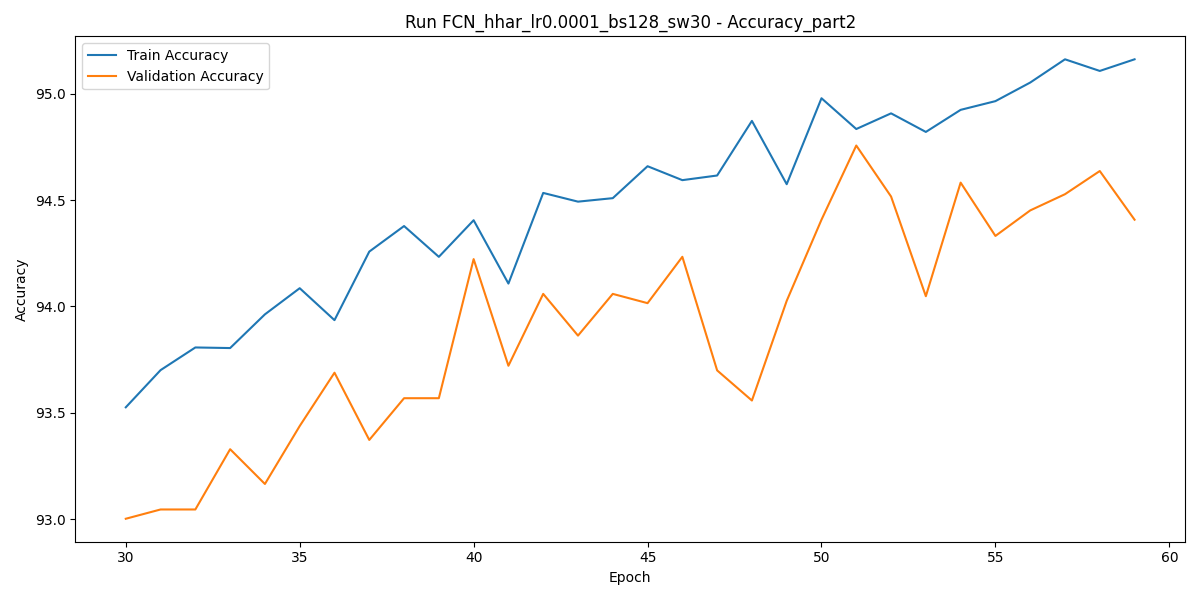 Run FCN_hhar_lr0.0001_bs128_sw30 - Accuracy_part2
Train Accuracy
Validation Accuracy
Accuracy
95.0
94.5
94.0
93.5
93.0
30 35 40 45 50 55 60
Epoch